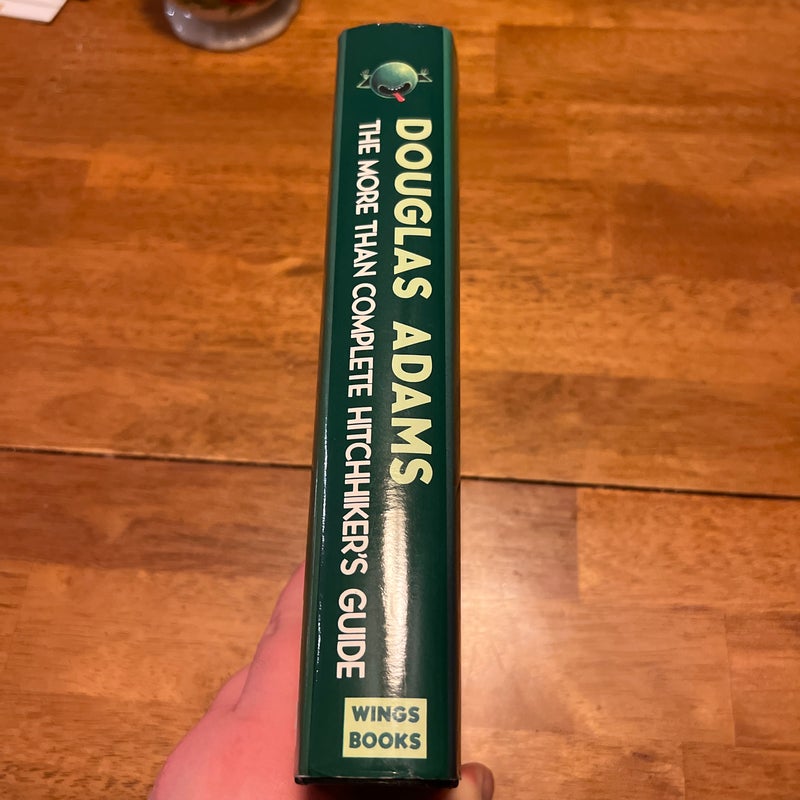 DOUGLAS ADAMS
THE MORE THAN COMPLETE HITCHHIKER'S GUIDE
WINGS
BOOKS